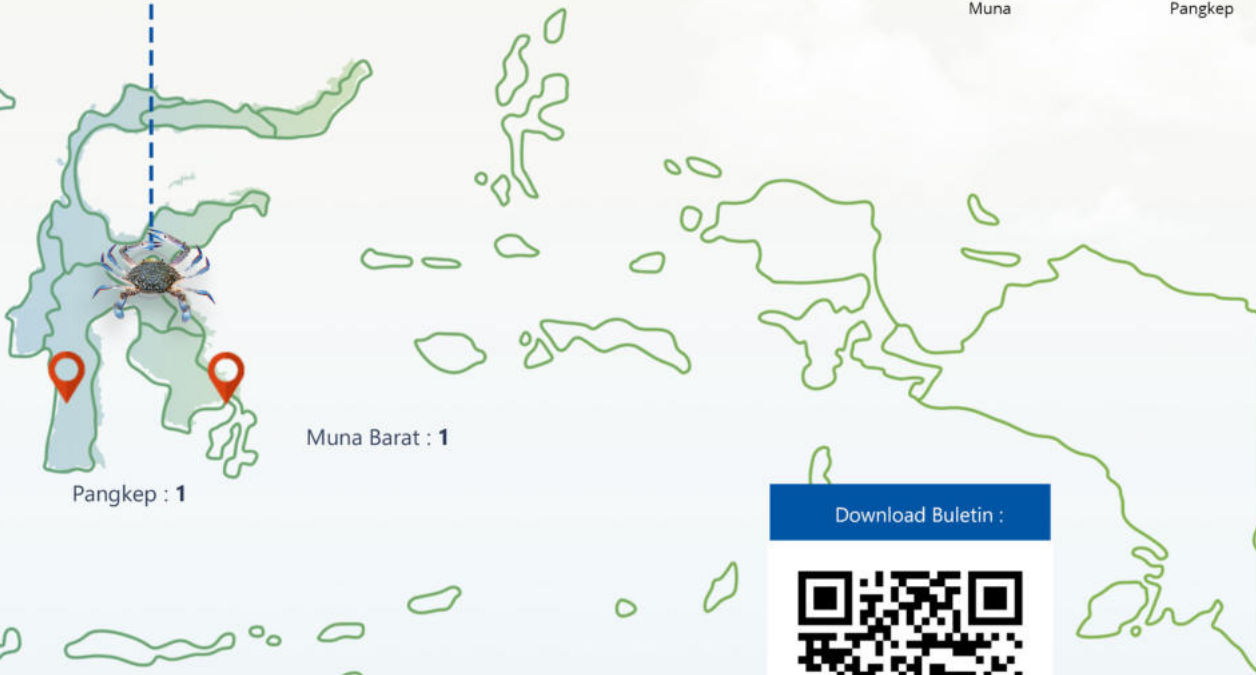 Muna
Pangkep
Muna Barat : 1
Pangkep : 1
Download Buletin :